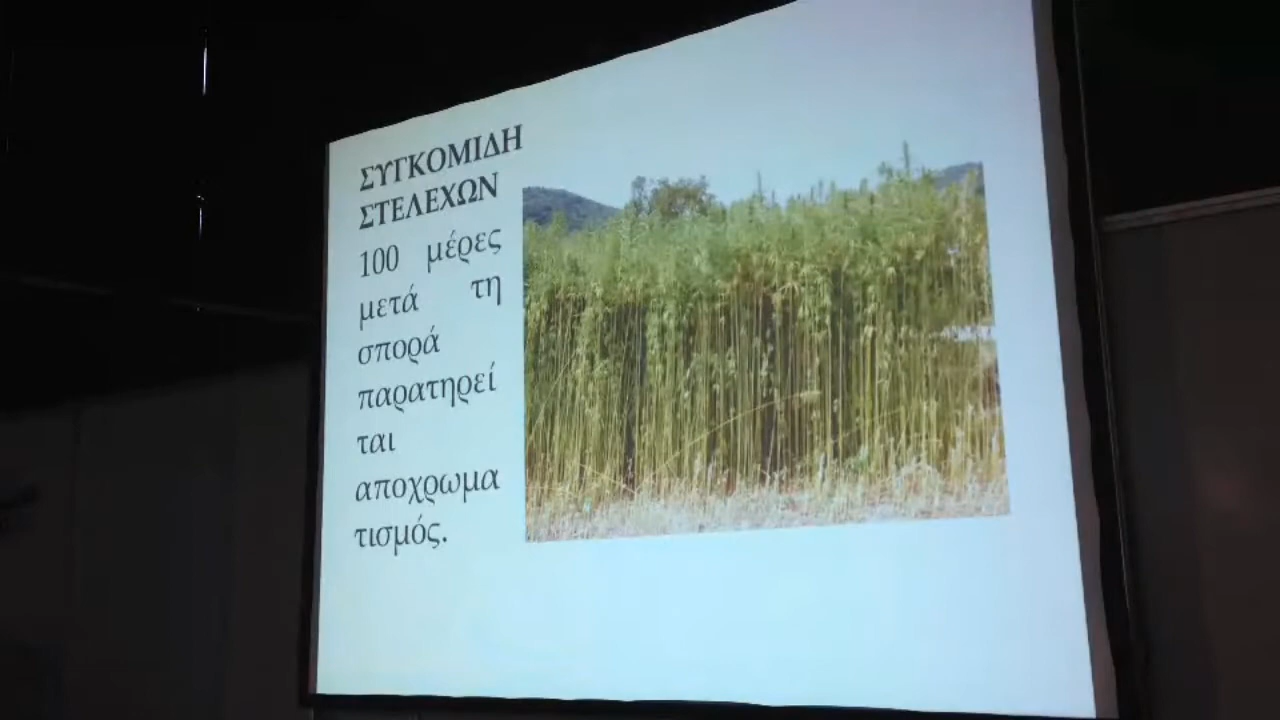 ΣΥΓΚΟΜΙΔΗ
ΣΤΕΛΕΧΩΝ
100 μέρες
μετά τη
σπορά
παρατηρεί
ται
αποχρωμα
τισμός.